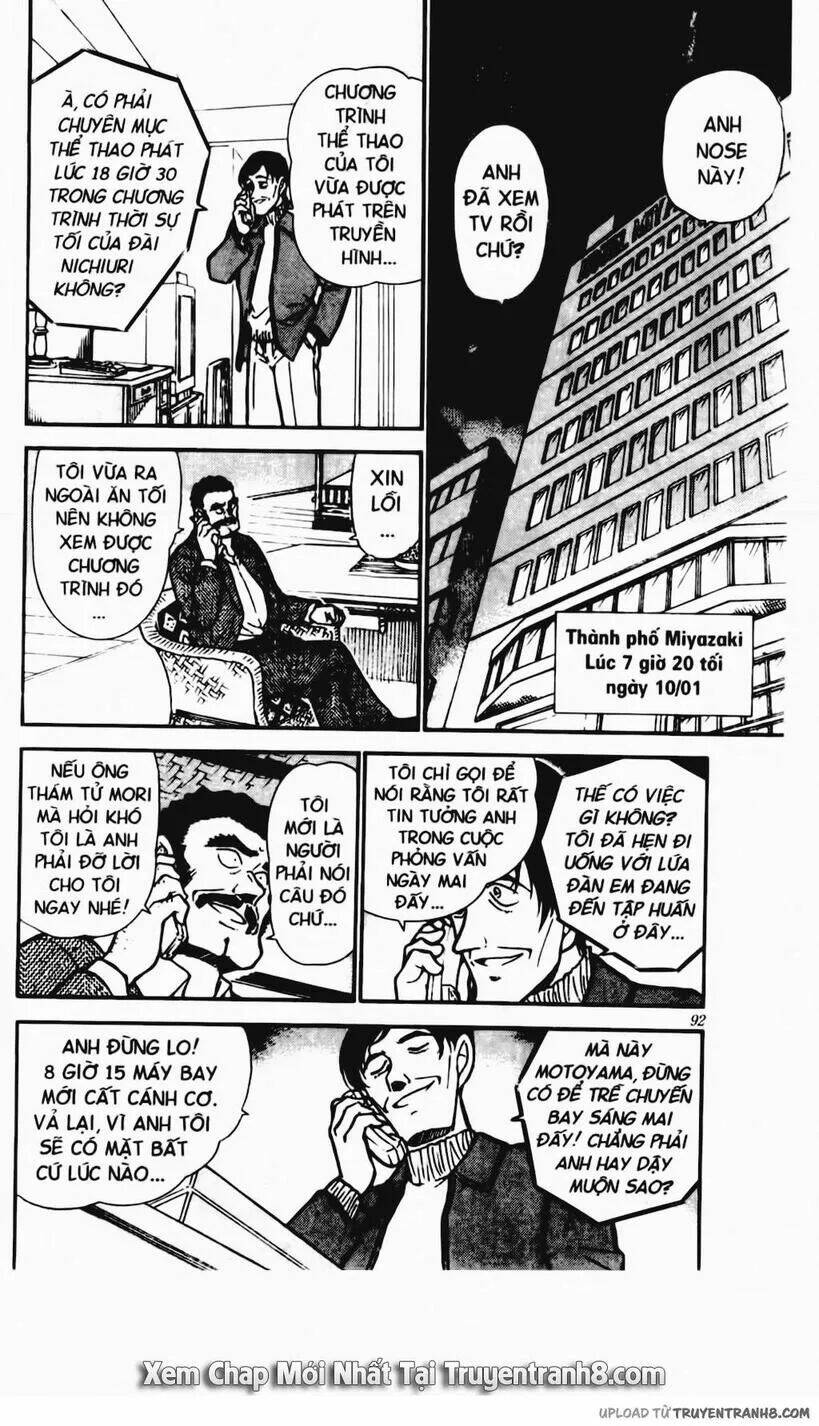 ANH
NOSE
NÀY!
ANH
ĐÃ XEM
TV RỒI
CHỨ?
Thành phố Miyazaki
Lúc 7 giờ 20 tối
ngày 10/01
CHƯƠNG
TRÌNH
THỂ THAO
CỦA TÔI
VỪA ĐƯỢC
PHÁT TRÊN
TRUYỀN
HÌNH...
À, CÓ PHẢI
CHUYÊN MỤC
THỂ THAO PHÁT
LÚC 18 GIỜ 30
TRONG CHƯƠNG
TRÌNH THỜI SỰ
TỐI CỦA ĐÀI
NICHIURI
KHÔNG?
XIN
LỒI
...
TÔI VỪA RA
NGOÀI ĂN TỐI
NÊN KHÔNG
XEM ĐƯỢC
CHƯƠNG
TRÌNH ĐÓ
...
THẾ CÓ VIỆC
GÌ KHÔNG?
TÔI ĐÃ HẸN ĐI
UỐNG VỚI LỨA
ĐÀN EM ĐANG
ĐẾN TẬP HUẤN
Ở ĐÂY...
TÔI CHỈ GỌI ĐỂ
NÓI RẰNG TÔI RẤT
TIN TƯỞNG ANH
TRONG CUỘC
PHỎNG VẤN
NGÀY MAI
ĐẤY...
TÔI
MỚI LÀ
NGƯỜI
PHẢI NÓI
CÂU ĐÓ
CHỨ...
NẾU ÔNG
THÁM TỬ MORI
MÀ HỎI KHÓ
TÔI LÀ ANH
PHẢI ĐỠ LỜI
CHO TÔI
NGAY NHÉ!
92
MÀ NÀY
MOTOYAMA, ĐỪNG
CÓ ĐỂ TRỄ CHUYẾN
BAY SÁNG MAI
ĐẤY! CHẲNG PHẢI
ANH HAY DẬY
MUỘN SAO?
ANH ĐỪNG LO!
8 GIỜ 15 MÁY BAY
MỚI CẤT CÁNH CƠ.
VẢ LẠI, VÌ ANH TÔI
SẼ CÓ MẶT BẤT
CỨ LÚC NÀO...
Xem Chap Mới Nhất Tại Truyentranh8.com
UPLOAD TỪ TRUYENTRANH8.COM